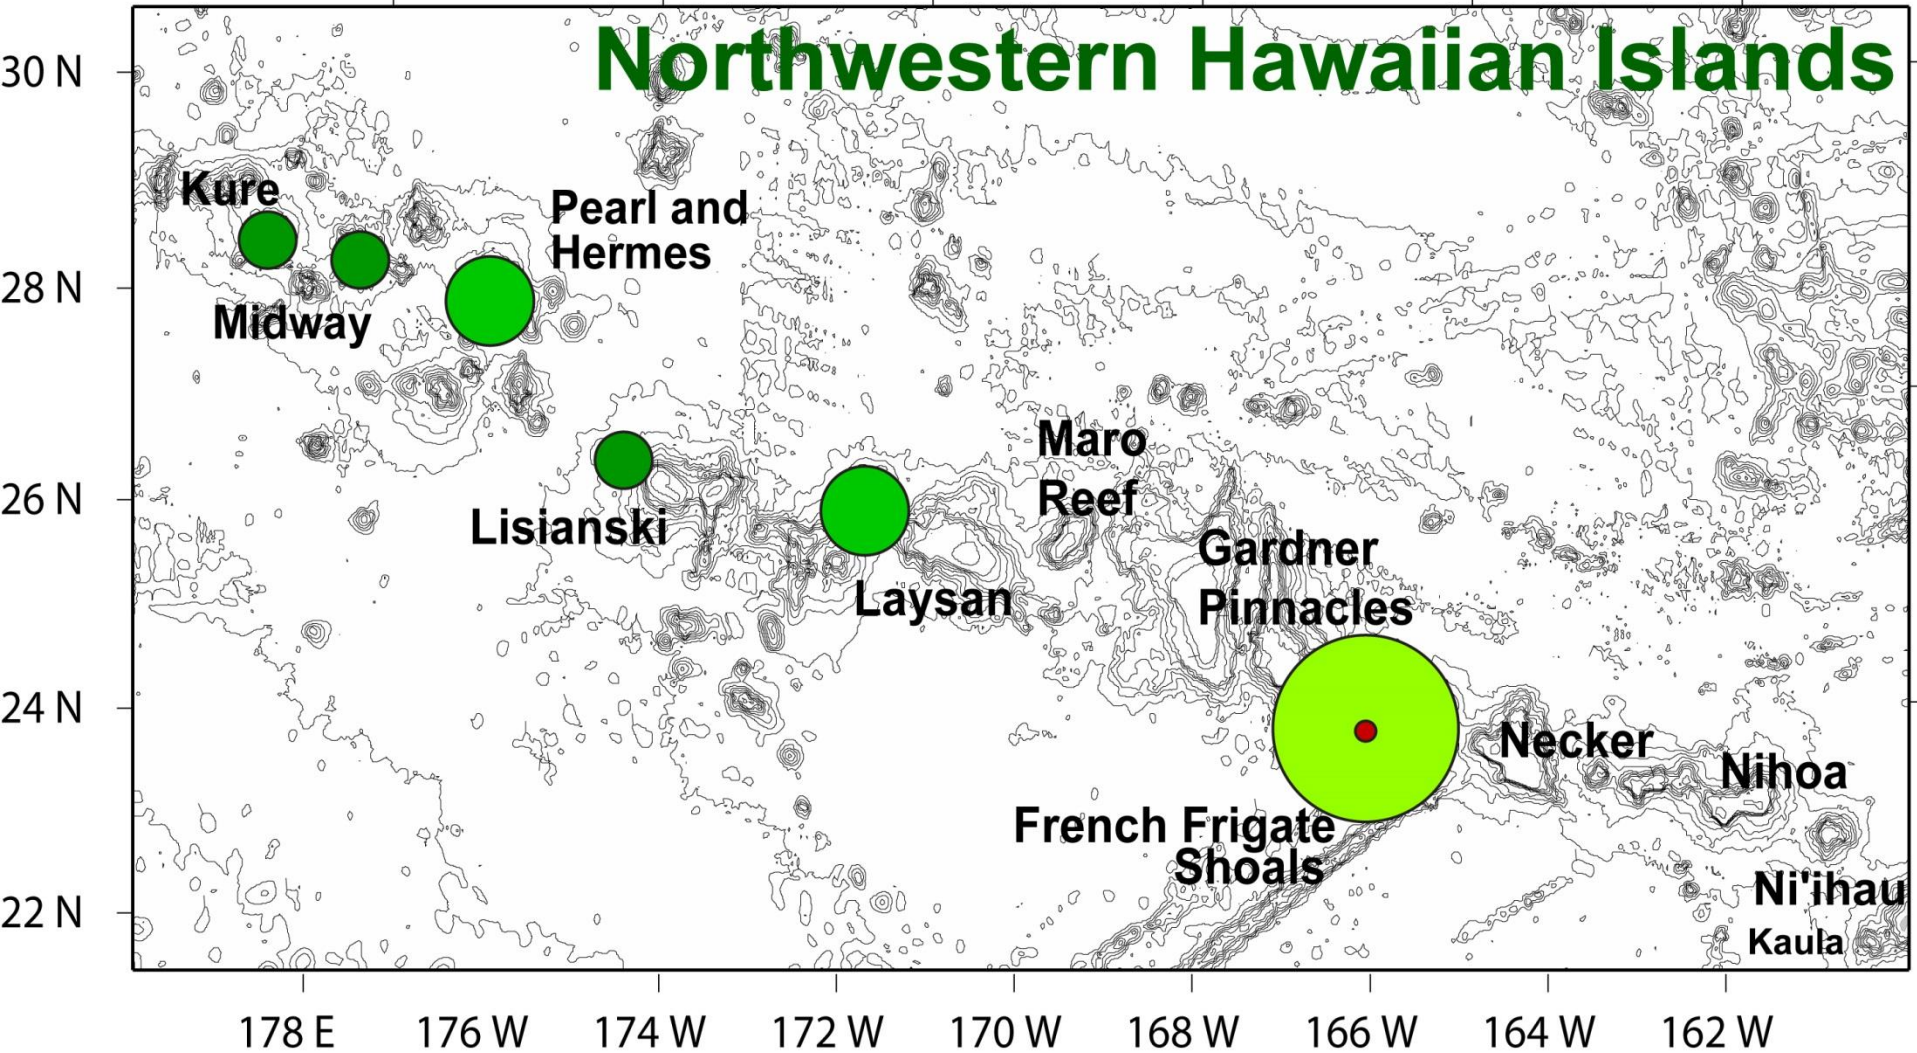 Northwestern Hawaiian Islands
30 N
Kure
Pearl and
Hermes
28 N
Midway
Maro
Reef
26 N
Lisianski
Gardner
Pinnacles
Laysan
24 N
Necker
Nihoa
French Frigate
Shoals
Ni'ihau
22 N
Kaula
178 E
176 W
174 W
172 W
170 W
168 W
166 W
164 W
162 W